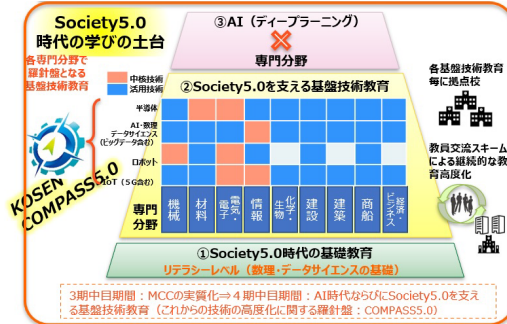 Society5.0
時代の学びの土台
③AI（ディープラーニング）
専門分野
各専門分野で
羅針盤となる
基盤技術教育
②Society5.0を支える基盤技術教育
中核技術
活用技術
半導体
AI・数理
データサイエンス
（ビッグデータ含む）
ロボット
IoT（５G含む）
KOSEN
COMPASS5.0
専門
分野
機械
材料
電気・電子
情報
化学・生物
建設
建築
商船
経済・ビジネス
各基盤技術教育
毎に拠点校
教員交流スキーム
による継続的な教
育高度化
①Society5.0時代の基礎教育
リテラシーレベル（数理・データサイエンスの基礎）
3期中目期間：MCCの実質化⇒４期中目期間：AI時代ならびにSociety5.0を支え
る基盤技術教育（これからの技術の高度化に関する羅針盤：COMPASS5.0）